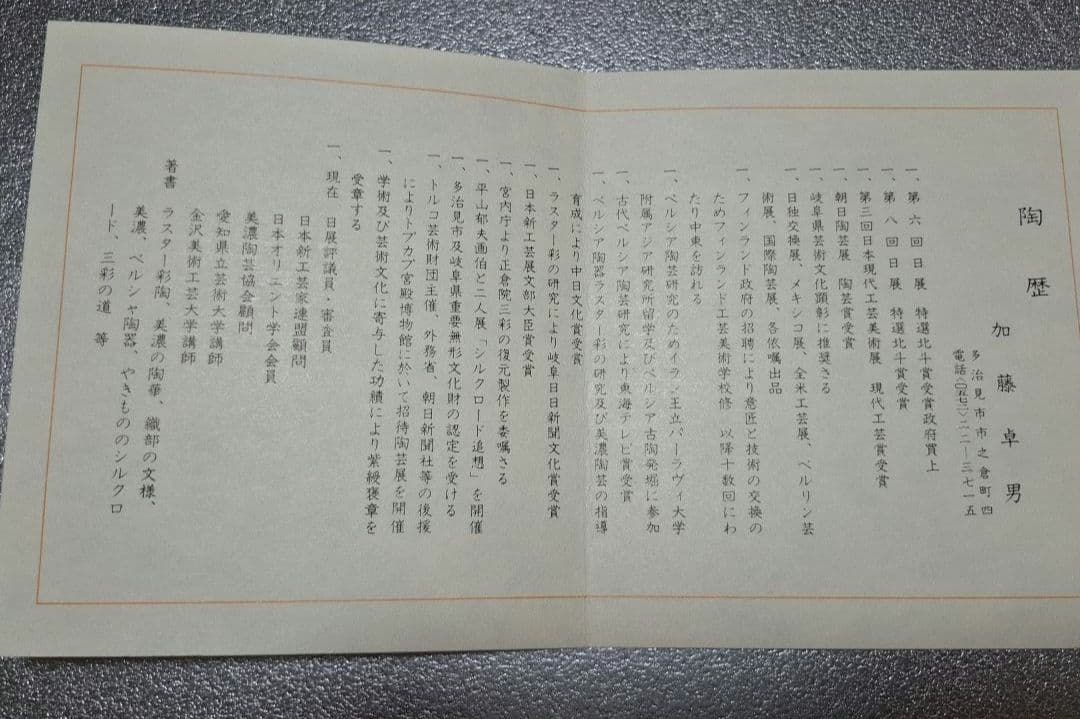 陶歴
加藤卓男
多治見市市之倉町四
電話・〇五七二〉二二ー三七一五
一、第六回日展　特選北斗賞受賞政府買上
一、第八回日展　特選北斗賞受賞
一、第三回日本現代工芸美術展　現代工芸賞受賞
一、朝日陶芸展　陶芸賞受賞
一、岐阜県芸術文化顕彰に推奨さる
一、日独交換展、メキシコ展、全米工芸展、ベルリン芸
術展、国際陶芸展、各依嘱出品
一、フィンランド政府の招聘により意匠と技術の交換の
ためフィンランド工芸美術学校修　以降十数回にわ
たり中東を訪れる
一、ペルシア陶芸研究のためイラン王立パーラヴィ大学
附属アジア研究所留学及びペルシア古陶発掘に参加
一、古代ペルシア陶芸研究により東海テレビ賞受賞
一、ペルシア陶器ラスター彩の研究及び美濃陶芸の指導
育成により中日文化賞受賞
一、ラスター彩の研究により岐阜日日新聞文化賞受賞
一、日本新工芸展文部大臣賞受賞
一、宮内庁より正倉院三彩の復元製作を委嘱さる
一、平山郁夫画伯と二人展「シルクロード追想」を開催
一、多治見市及岐阜県重要無形文化財の認定を受ける
一、トルコ芸術財団主催、外務省、朝日新聞社等の後援
によりトプカプ宮殿博物館に於いて招待陶芸展を開催
一、学術及び芸術文化に寄与した功績により紫綬褒章を
受章する
一、現在　日展評議員・審査員
日本新工芸家連盟顧問
日本オリエント学会会員
美濃陶芸協会顧問
愛知県立芸術大学講師
金沢美術工芸大学講師
著書　ラスター彩陶、美濃の陶華、織部の文様、
美濃、ペルシャ陶器、やきもののシルクロ
ード、三彩の道　等